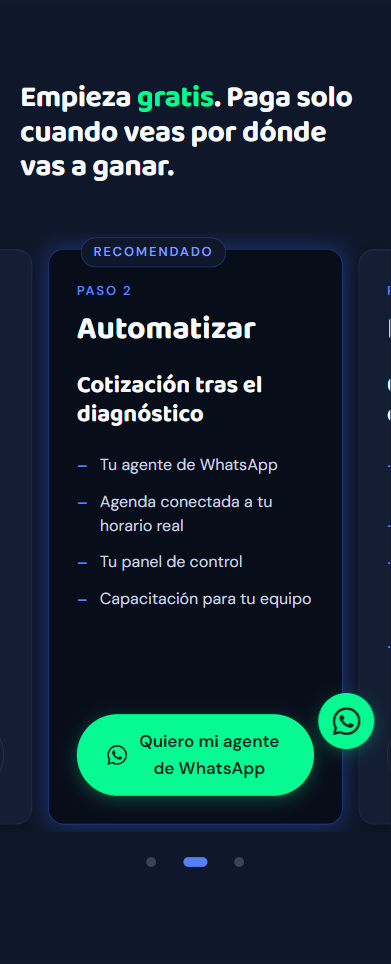 Empieza gratis. Paga solo
cuando veas por dónde
vas a ganar.
RECOMENDADO
PASO 2
Automatizar
Cotización tras el
diagnóstico
– Tu agente de WhatsApp
– Agenda conectada a tu
horario real
– Tu panel de control
– Capacitación para tu equipo
Quiero mi agente
de WhatsApp